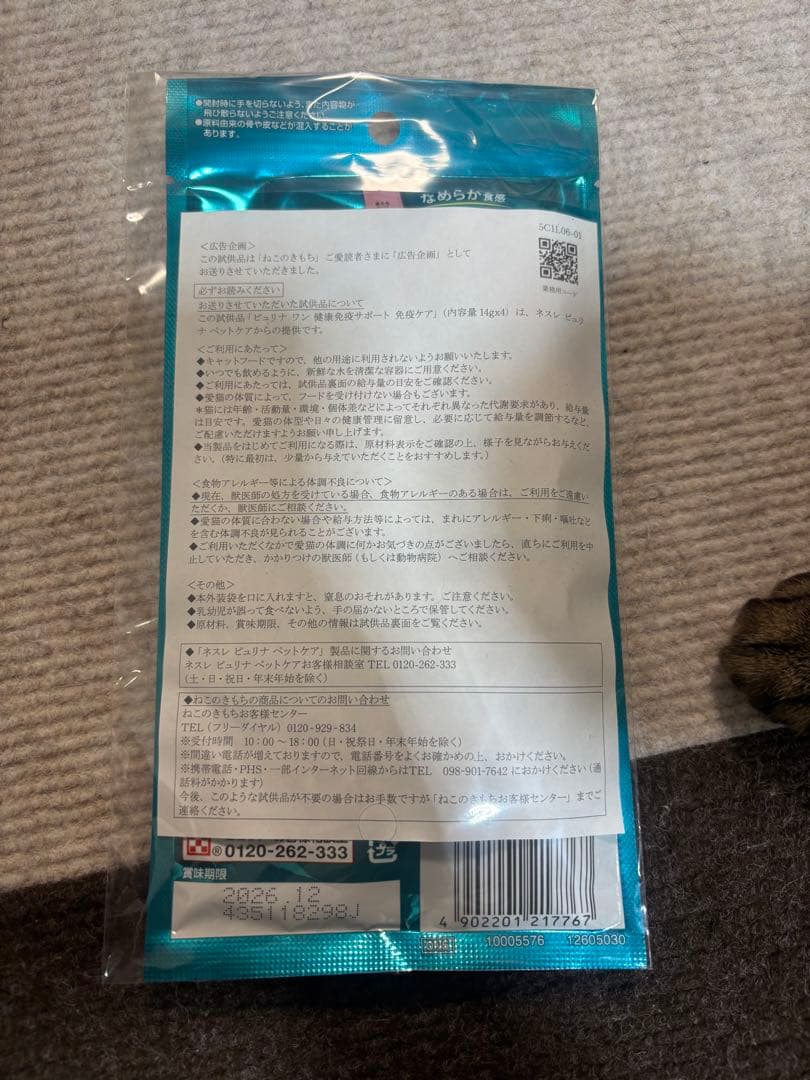 ●開封時に手を切らないよう、また内容物が
飛び散らないようご注意ください。
●原料由来の骨や皮などが混入することが
あります。
なめらか食感
5C11.06-01
業務用コード
＜広告企画＞
この試供品は「ねこのきもち」ご愛読者さまに「広告企画」として
お送りさせていただきました。
必ずお読みください
お送りさせていただいた試供品について
この試供品「ピュリナ ワン 健康免疫サポート 免疫ケア」（内容量14gx4）は、ネスレ ピュリ
ナ ペットケアからの提供です。
＜ご利用にあたって＞
◆キャットフードですので、他の用途に利用されないようお願いいたします。
◆いつでも飲めるように、新鮮な水を清潔な容器にご用意ください。
◆ご利用にあたっては、試供品裏面の給与量の目安をご確認ください。
◆愛猫の体質によって、フードを受け付けない場合もございます。
＊猫には年齢・活動量・環境・個体差などによってそれぞれ異なった代謝要求があり、給与量
は目安です。愛猫の体型や日々の健康管理に留意し、必要に応じて給与量を調節するなど、
ご配慮いただけますようお願い申し上げます。
◆当製品をはじめてご利用になる際は、原材料表示をご確認の上、様子を見ながらお与えくだ
さい。（特に最初は、少量から与えていただくことをおすすめします。）
＜食物アレルギー等による体調不良について＞
◆現在、獣医師の処方を受けている場合、食物アレルギーのある場合は、ご利用をご遠慮い
ただくか、獣医師にご相談ください。
◆愛猫の体質に合わない場合や給与方法等によっては、まれにアレルギー・下痢・嘔吐など
を含む体調不良が見られることがございます。
◆ご利用いただくなかで愛猫の体調に何かお気づきの点がございましたら、直ちにご利用を中
止していただき、かかりつけの獣医師（もしくは動物病院）へご相談ください。
＜その他＞
◆本外装袋を口に入れますと、窒息のおそれがあります。ご注意ください。
◆乳幼児が誤って食べないよう、手の届かないところで保管してください。
◆原材料、賞味期限、その他の情報は試供品裏面をご覧ください。
◆「ネスレ ピュリナ ペットケア」製品に関するお問い合わせ
ネスレ ピュリナ ペットケアお客様相談室 TEL 0120-262-333
（土・日・祝日・年末年始を除く）
◆ねこのきもちの商品についてのお問い合わせ
ねこのきもちお客様センター
TEL（フリーダイヤル）0120-929-834
※受付時間 10：00～18：00（日・祝祭日・年末年始を除く）
※間違い電話が増えておりますので、電話番号をよくお確かめの上、おかけください。
※携帯電話・PHS・一部インターネット回線からはTEL 098-901-7642 におかけください（通
話料がかかります）
今後、このような試供品が不要の場合はお手数ですが「ねこのきもちお客様センター」までご
連絡ください。
®0120-262-333
プラ
賞味期限
2026.12
435118298J
4 902201 217767
10005576 12605030